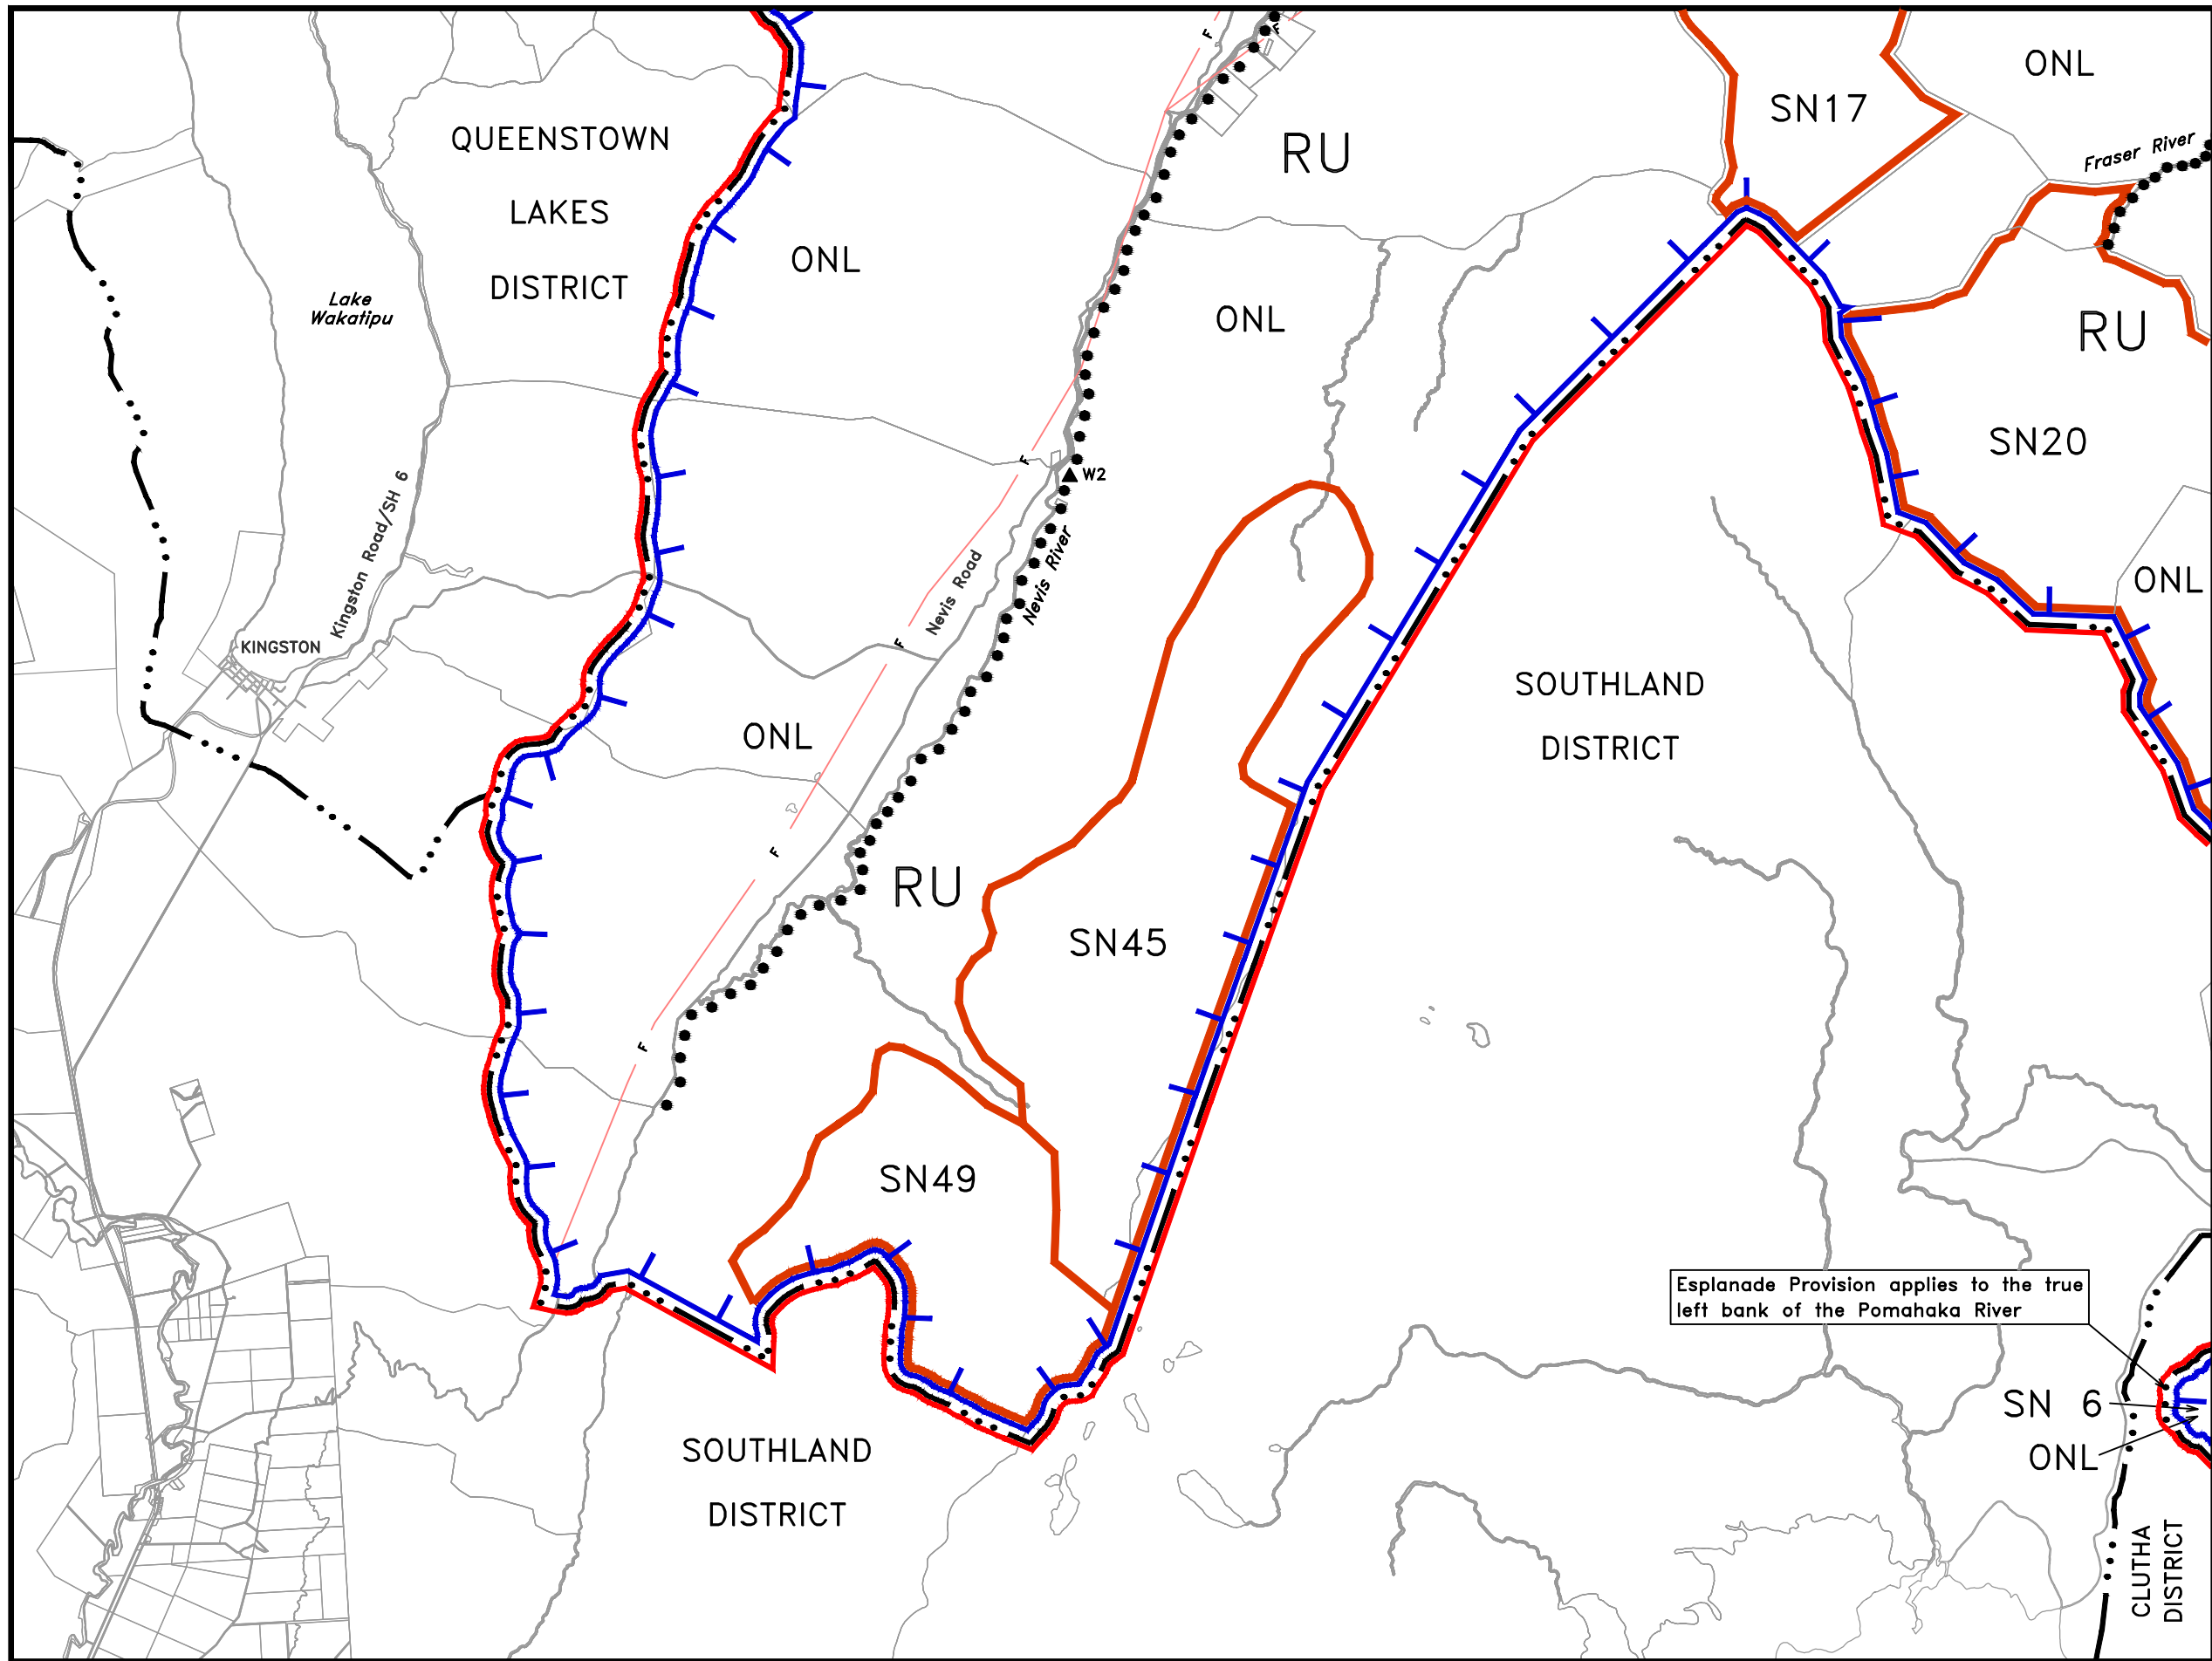 ONL
SN17
QUEENSTOWN
LAKES
DISTRICT
RU
Fraser River
ONL
Lake
Wakatipu
ONL
RU
SN20
F
F
F
W2
Kingston Road/SH 6
Nevis Road
Nevis River
ONL
KINGSTON
F
SOUTHLAND
DISTRICT
ONL
F
RU
SN45
F
SN49
Esplanade Provision applies to the true
left bank of the Pomahaka River
SN 6
ONL
SOUTHLAND
DISTRICT
CLUTHA
DISTRICT